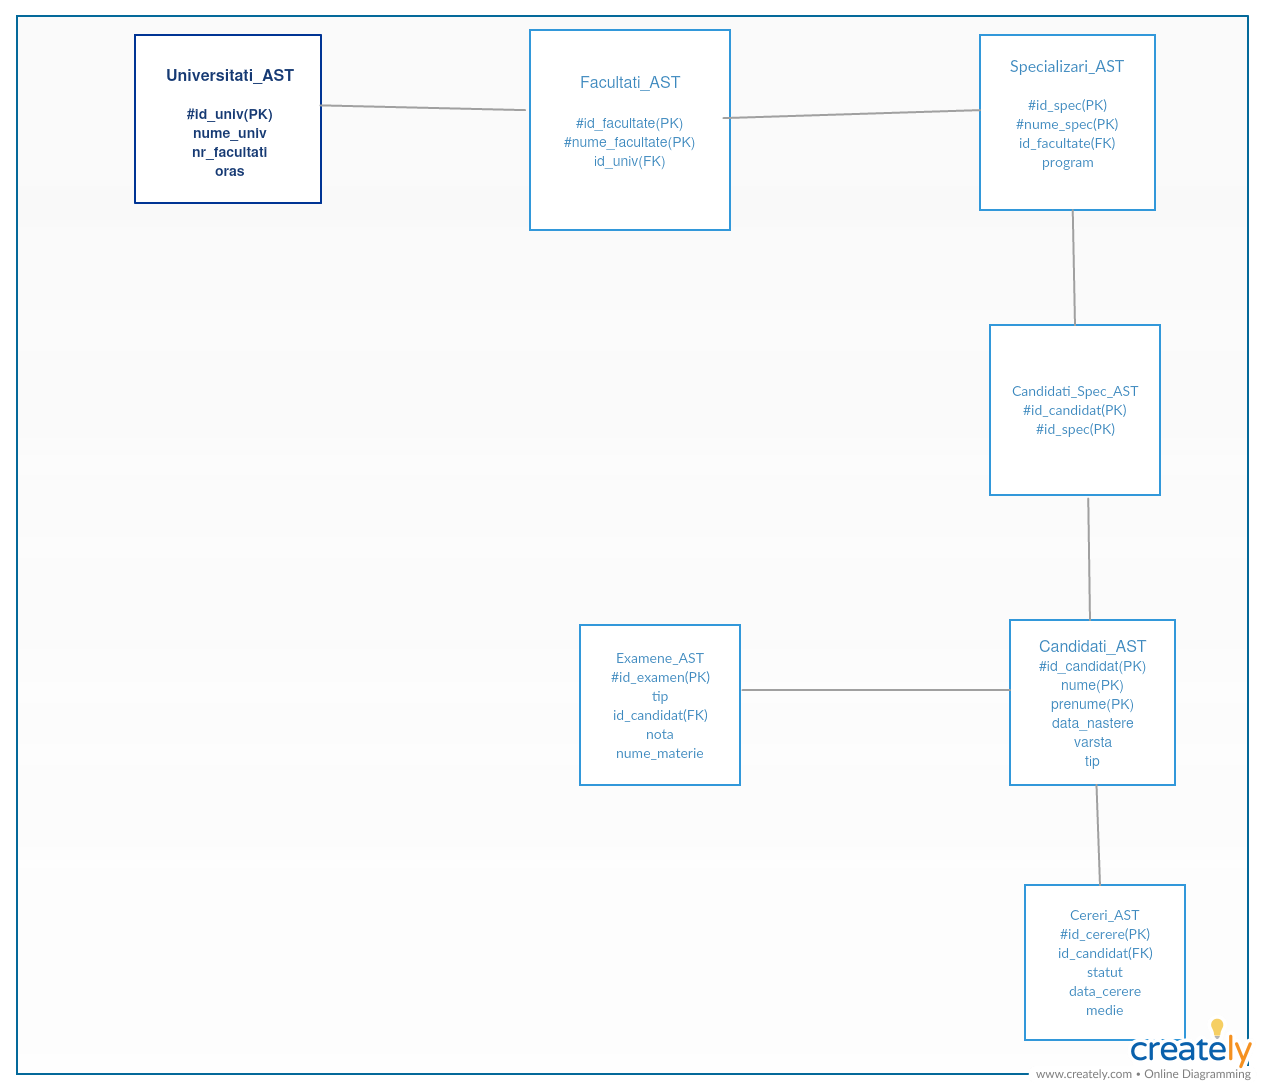 Universitati_AST
#id_univ(PK)
nume_univ
nr_facultati
oras
Facultati_AST
#id_facultate(PK)
#nume_facultate(PK)
id_univ(FK)
Specializari_AST
#id_spec(PK)
#nume_spec(PK)
id_facultate(FK)
program
Candidati_Spec_AST
#id_candidat(PK)
#id_spec(PK)
Examene_AST
#id_examen(PK)
tip
id_candidat(FK)
nota
nume_materie
Candidati_AST
#id_candidat(PK)
nume(PK)
prenume(PK)
data_nastere
varsta
tip
Cereri_AST
#id_cerere(PK)
id_candidat(FK)
statut
data_cerere
medie
creately
www.creately.com • Online Diagramming